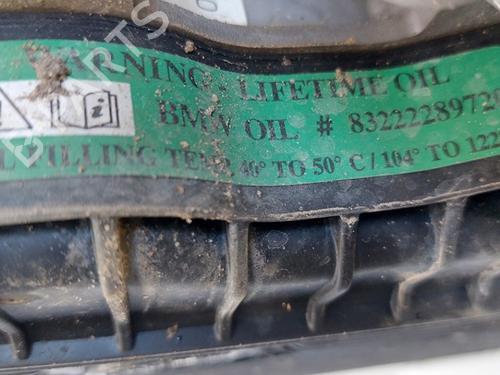 WARNING - LIFETIME OIL
BMW OIL # 8322228972
FILLING TEMP. 40° TO 50° C / 104° TO 122